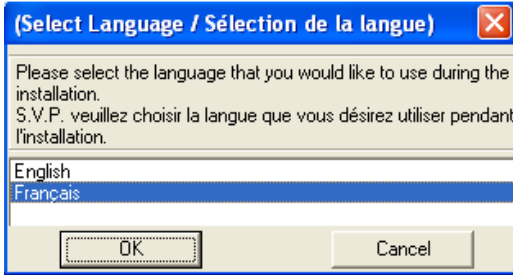 (Select Language / Sélection de la langue)
Please select the language that you would like to use during the
installation.
S.V.P. veuillez choisir la langue que vous désirez utiliser pendant
l'installation.
English
Français
OK
Cancel